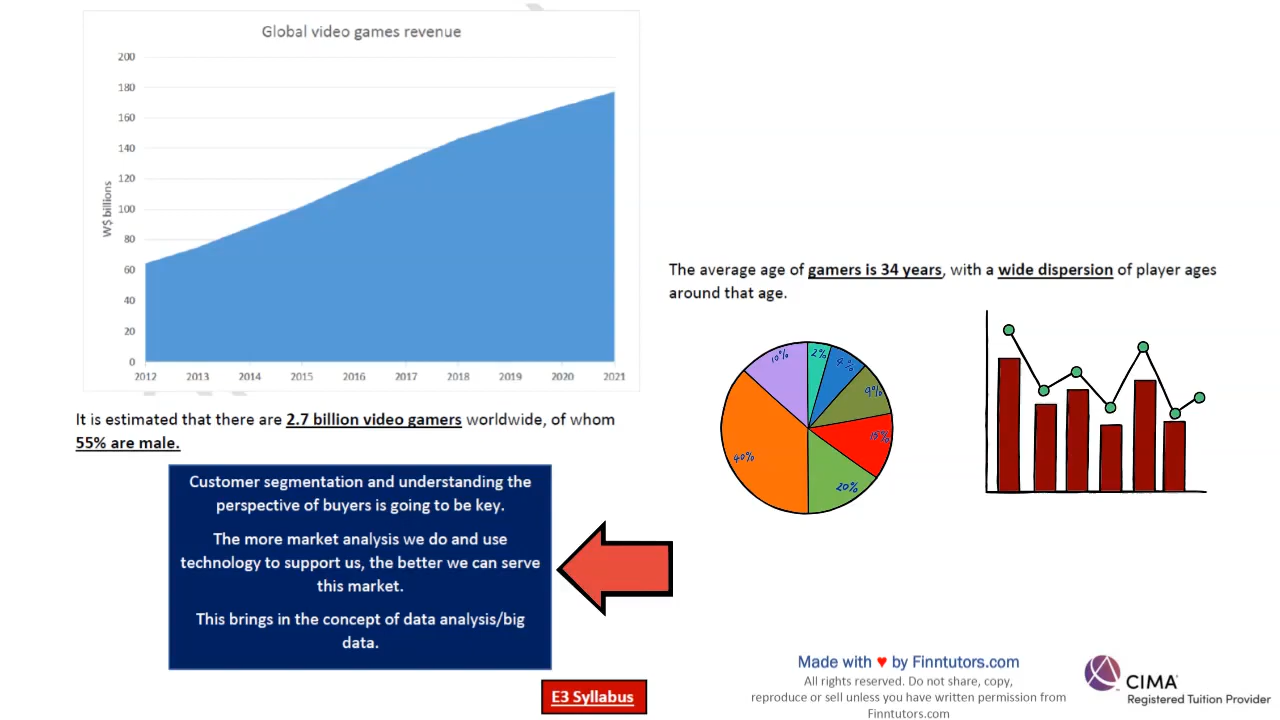 Global video games revenue
200
180
160
140
120
100
80
60
40
20
0
W$ billions
2012 2013 2014 2015 2016 2017 2018 2019 2020 2021
It is estimated that there are 2.7 billion video gamers worldwide, of whom
55% are male.
Customer segmentation and understanding the
perspective of buyers is going to be key.
The more market analysis we do and use
technology to support us, the better we can serve
this market.
This brings in the concept of data analysis/big
data.
E3 Syllabus
The average age of gamers is 34 years, with a wide dispersion of player ages
around that age.
10%
2%
9%
15%
20%
40%
Made with ♥ by Finntutors.com
All rights reserved. Do not share, copy,
reproduce or sell unless you have written permission from
Finntutors.com
CIMA
Registered Tuition Provider